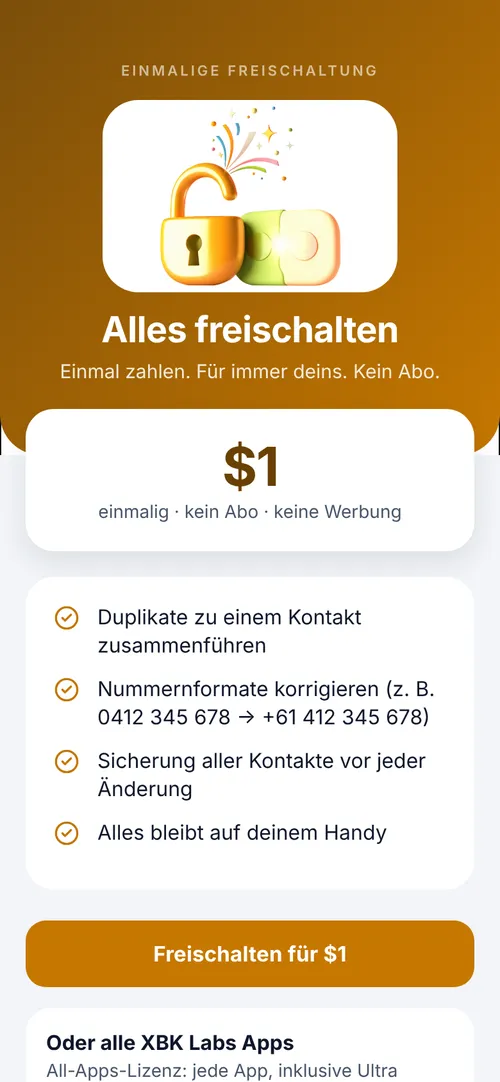 EINMALIGE FREISCHALTUNG
Alles freischalten
Einmal zahlen. Für immer deins. Kein Abo.
$1
einmalig · kein Abo · keine Werbung
Duplikate zu einem Kontakt
zusammenführen
Nummernformate korrigieren (z. B.
0412 345 678 → +61 412 345 678)
Sicherung aller Kontakte vor jeder
Änderung
Alles bleibt auf deinem Handy
Freischalten für $1
Oder alle XBK Labs Apps
All-Apps-Lizenz: jede App, inklusive Ultra